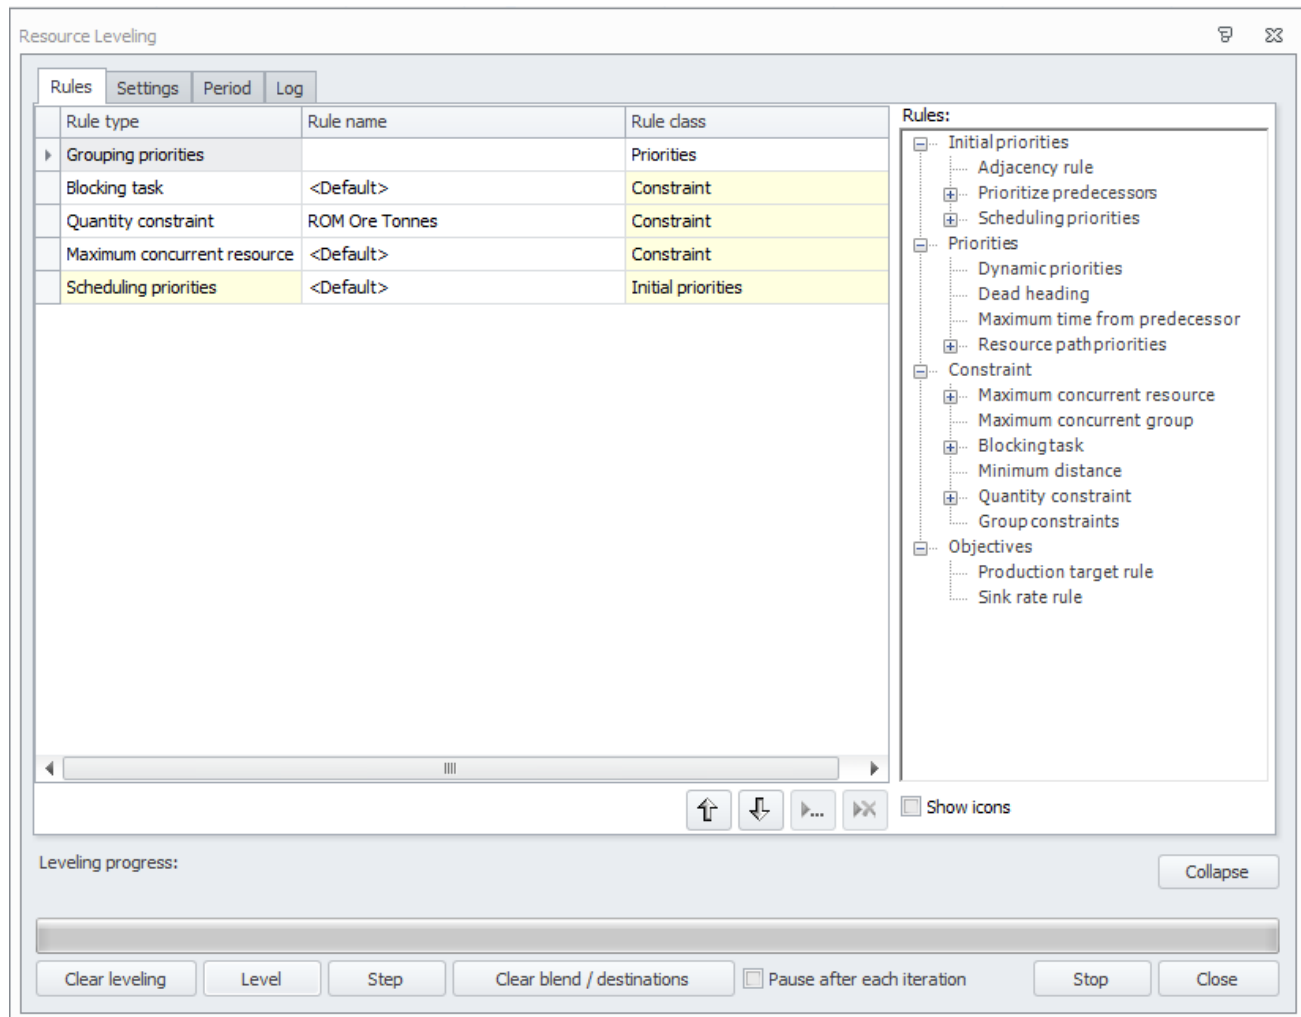 Resource Leveling
Rules Settings Period Log
Rule type Rule name Rule class
Grouping priorities Priorities
Blocking task <Default> Constraint
Quantity constraint ROM Ore Tonnes Constraint
Maximum concurrent resource <Default> Constraint
Scheduling priorities <Default> Initial priorities
Rules:
Initial priorities
Adjacency rule
Prioritize predecessors
Scheduling priorities
Priorities
Dynamic priorities
Dead heading
Maximum time from predecessor
Resource path priorities
Constraint
Maximum concurrent resource
Maximum concurrent group
Blocking task
Minimum distance
Quantity constraint
Group constraints
Objectives
Production target rule
Sink rate rule
Show icons
Leveling progress:
Collapse
Clear leveling Level Step Clear blend / destinations Pause after each iteration Stop Close